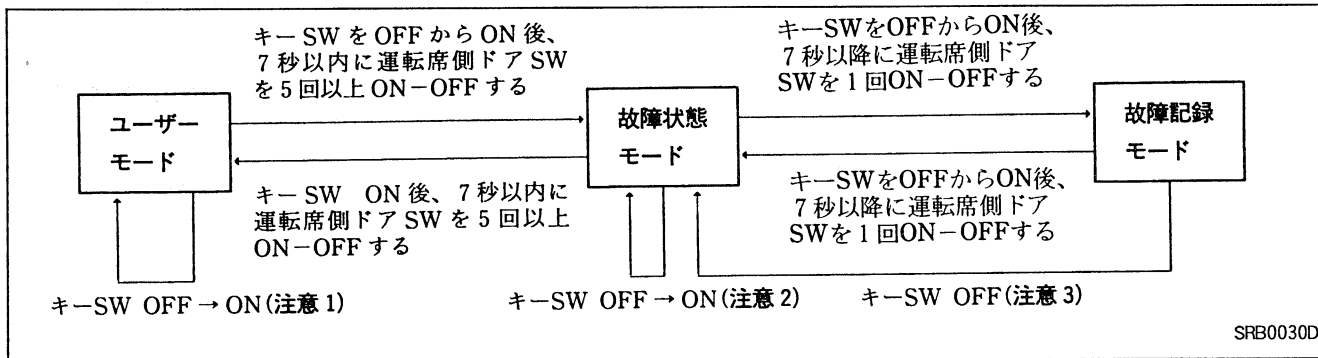 キーSWをOFFからON後、
7秒以内に運転席側ドアSW
を5回以上ON－OFFする
キーSWをOFFからON後、
7秒以降に運転席側ドア
SWを1回ON－OFFする
ユーザー
モード
故障状態
モード
故障記録
モード
キーSW ON後、7秒以内に
運転席側ドアSWを5回以上
ON－OFFする
キーSWをOFFからON後、
7秒以降に運転席側ドア
SWを1回ON－OFFする
キーSW OFF→ON(注意1)
キーSW OFF→ON(注意2)
キーSW OFF(注意3)
SRB0030D